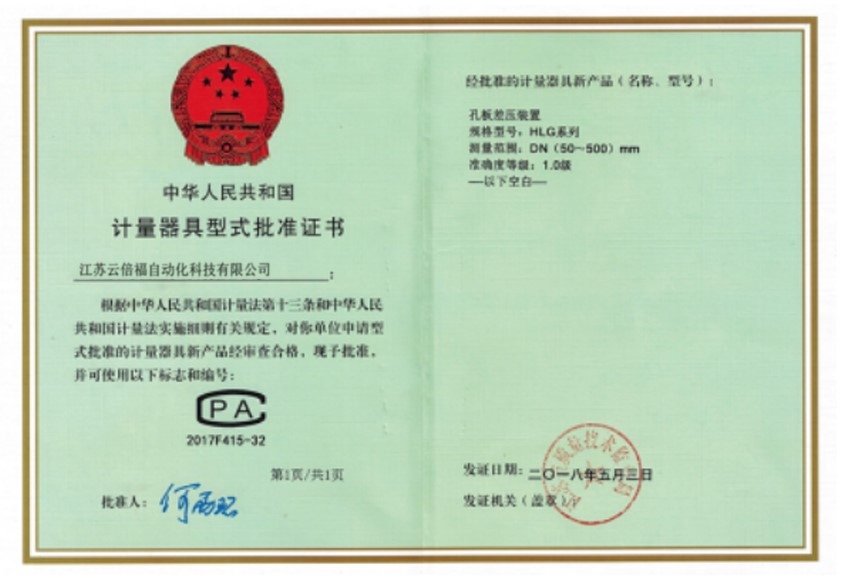 中华人民共和国
计量器具型式批准证书
江苏云倍福自动化科技有限公司：
根据中华人民共和国计量法第十三条和中华人民
共和国计量法实施细则有关规定，对你单位申请型
式批准的计量器具新产品经审查合格，现予批准，
并可使用以下标志和编号：
CPA
2017F415-32
第1页/共1页
批准人：
经批准的计量器具新产品（名称、型号）：
孔板差压装置
规格型号：HLG系列
测量范围：DN（50～500）mm
准确度等级：1.0级
—以下空白—
发证日期：二〇一八年五月三日
发证机关（盖章）
质量技术监